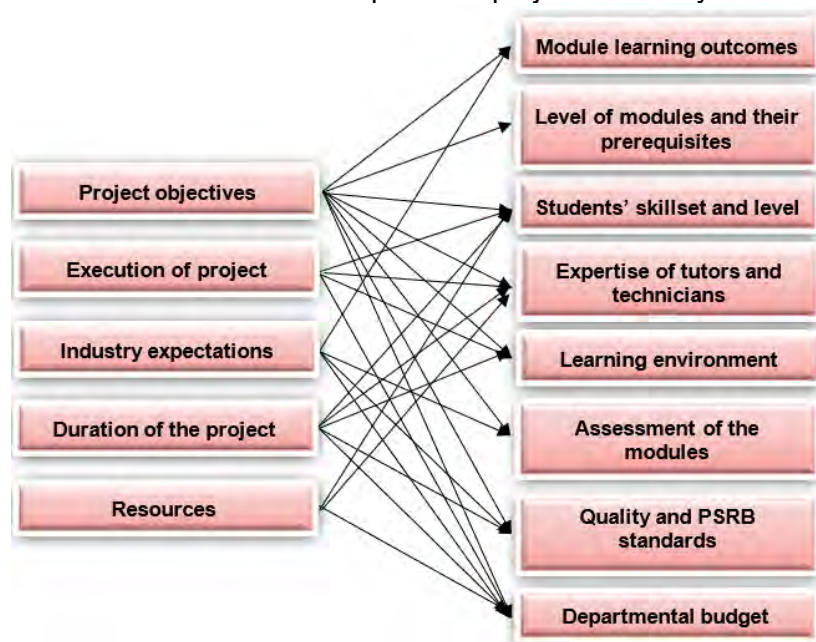 Project objectives
Execution of project
Industry expectations
Duration of the project
Resources
Module learning outcomes
Level of modules and their
prerequisites
Students' skillset and level
Expertise of tutors and
technicians
Learning environment
Assessment of the
modules
Quality and PSRB
standards
Departmental budget